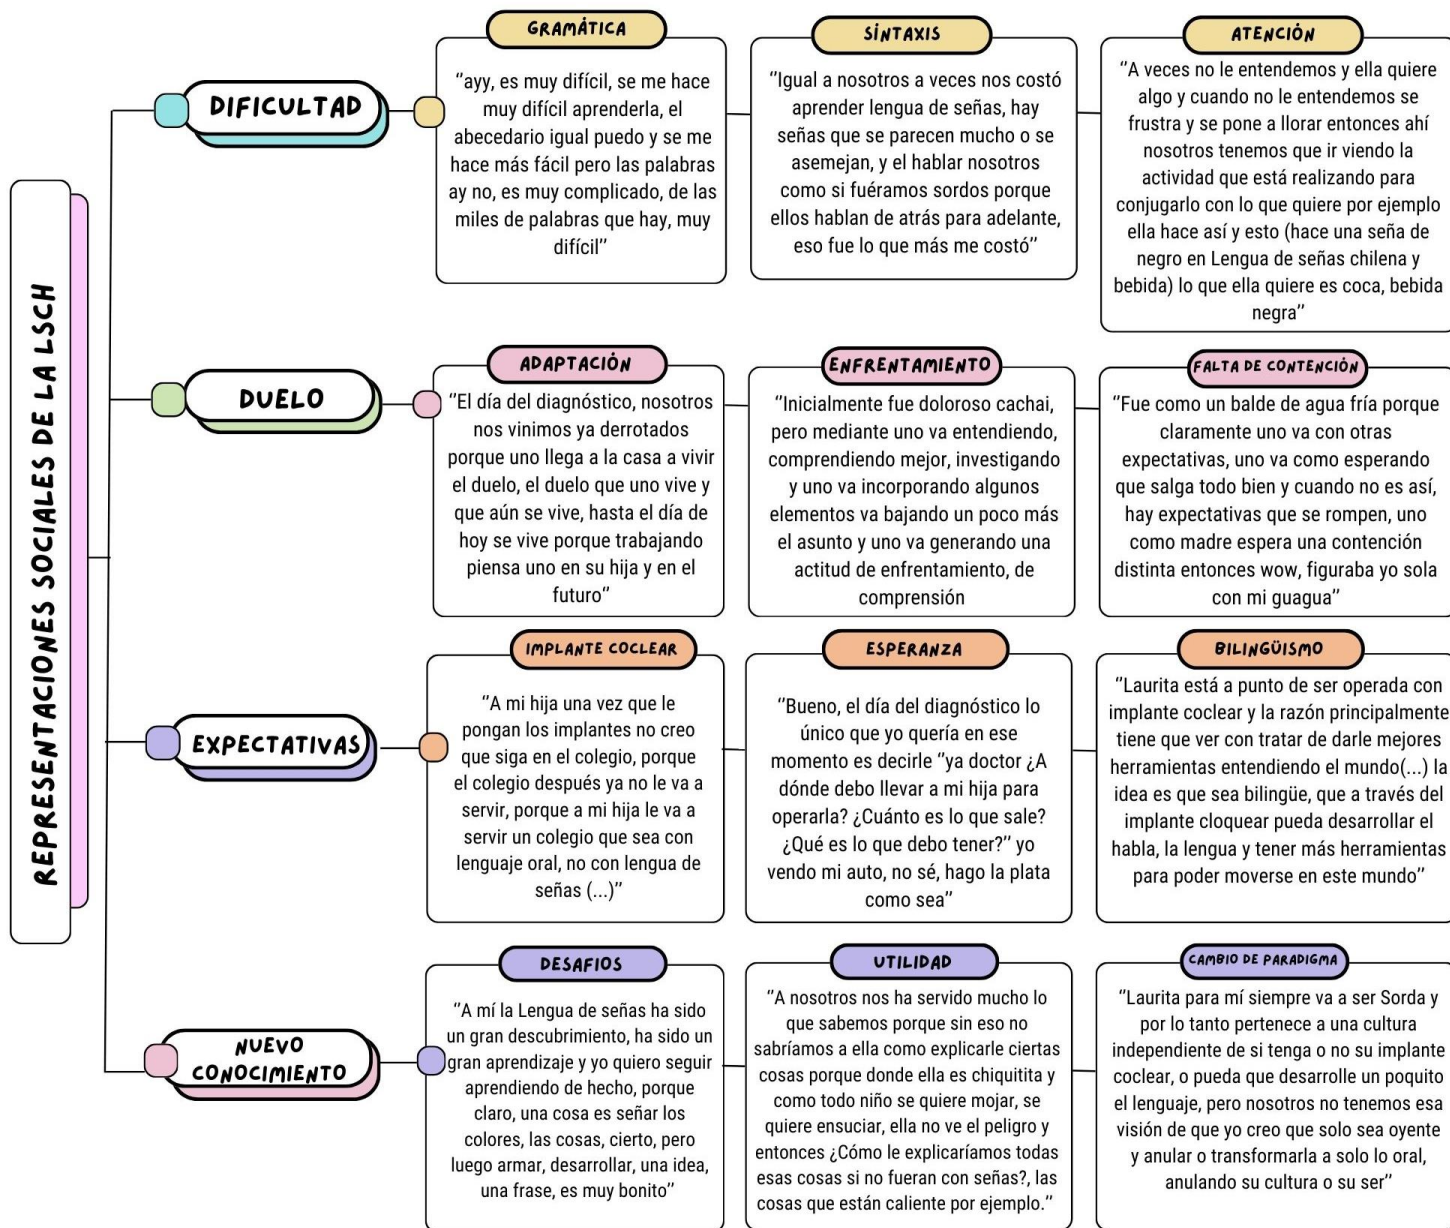 REPRESENTACIONES SOCIALES DE LA LSCH
DIFICULTAD
GRAMÁTICA
“ayy, es muy difícil, se me hace
muy difícil aprenderla, el
abecedario igual puedo y se me
hace más fácil pero las palabras
ay no, es muy complicado, de las
miles de palabras que hay, muy
difícil”
SÍNTAXIS
“Igual a nosotros a veces nos costó
aprender lengua de señas, hay
señas que se parecen mucho o se
asemejan, y el hablar nosotros
como si fuéramos sordos porque
ellos hablan de atrás para adelante,
eso fue lo que más me costó”
ATENCIÓN
“A veces no le entendemos y ella quiere
algo y cuando no le entendemos se
frustra y se pone a llorar entonces ahí
nosotros tenemos que ir viendo la
actividad que está realizando para
conjugarlo con lo que quiere por ejemplo
ella hace así y esto (hace una seña de
negro en Lengua de señas chilena y
bebida) lo que ella quiere es coca, bebida
negra”
DUELO
ADAPTACIÓN
“El día del diagnóstico, nosotros
nos vinimos ya derrotados
porque uno llega a la casa a vivir
el duelo, el duelo que uno vive y
que aún se vive, hasta el día de
hoy se vive porque trabajando
piensa uno en su hija y en el
futuro”
ENFRENTAMIENTO
“Inicialmente fue doloroso cachai,
pero mediante uno va entendiendo,
comprendiendo mejor, investigando
y uno va incorporando algunos
elementos va bajando un poco más
el asunto y uno va generando una
actitud de enfrentamiento, de
comprensión
FALTA DE CONTENCIÓN
“Fue como un balde de agua fría porque
claramente uno va con otras
expectativas, uno va como esperando
que salga todo bien y cuando no es así,
hay expectativas que se rompen, uno
como madre espera una contención
distinta entonces wow, figuraba yo sola
con mi guagua”
EXPECTATIVAS
IMPLANTE COCLEAR
“A mi hija una vez que le
pongan los implantes no creo
que siga en el colegio, porque
el colegio después ya no le va a
servir, porque a mi hija le va a
servir un colegio que sea con
lenguaje oral, no con lengua de
señas (...)”
ESPERANZA
“Bueno, el día del diagnóstico lo
único que yo quería en ese
momento es decirle “ya doctor ¿A
dónde debo llevar a mi hija para
operarla? ¿Cuánto es lo que sale?
¿Qué es lo que debo tener?” yo
vendo mi auto, no sé, hago la plata
como sea”
BILINGÜISMO
“Laurita está a punto de ser operada con
implante coclear y la razón principalmente
tiene que ver con tratar de darle mejores
herramientas entendiendo el mundo(...) la
idea es que sea bilingüe, que a través del
implante cloquear pueda desarrollar el
habla, la lengua y tener más herramientas
para poder moverse en este mundo”
NUEVO
CONOCIMIENTO
DESAFIOS
“A mí la Lengua de señas ha sido
un gran descubrimiento, ha sido un
gran aprendizaje y yo quiero seguir
aprendiendo de hecho, porque
claro, una cosa es señar los
colores, las cosas, cierto, pero
luego armar, desarrollar, una idea,
una frase, es muy bonito”
UTILIDAD
“A nosotros nos ha servido mucho lo
que sabemos porque sin eso no
sabríamos a ella como explicarle ciertas
cosas porque donde ella es chiquitita y
como todo niño se quiere mojar, se
quiere ensuciar, ella no ve el peligro y
entonces ¿Cómo le explicaríamos todas
esas cosas si no fueran con señas?, las
cosas que están caliente por ejemplo.”
CAMBIO DE PARADIGMA
“Laurita para mí siempre va a ser Sorda y
por lo tanto pertenece a una cultura
independiente de si tenga o no su implante
coclear, o pueda que desarrolle un poquito
el lenguaje, pero nosotros no tenemos esa
visión de que yo creo que solo sea oyente
y anular o transformarla a solo lo oral,
anulando su cultura o su ser”